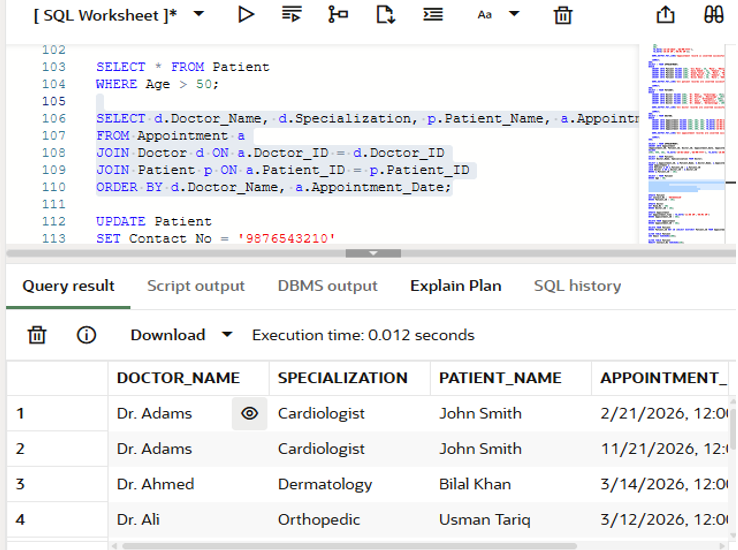 [ SQL Worksheet ]*
Aa
102
103 SELECT * FROM Patient
104 WHERE Age > 50;
105
106 SELECT d.Doctor_Name, d.Specialization, p.Patient_Name, a.Appointm
107 FROM Appointment a
108 JOIN Doctor d ON a.Doctor_ID = d.Doctor_ID
109 JOIN Patient p ON a.Patient_ID = p.Patient_ID
110 ORDER BY d.Doctor_Name, a.Appointment_Date;
111
112 UPDATE Patient
113 SET Contact_No = '9876543210'
Query result Script output DBMS output Explain Plan SQL history
Download Execution time: 0.012 seconds
DOCTOR_NAME SPECIALIZATION PATIENT_NAME APPOINTMENT_
1 Dr. Adams Cardiologist John Smith 2/21/2026, 12:00
2 Dr. Adams Cardiologist John Smith 11/21/2026, 12:
3 Dr. Ahmed Dermatology Bilal Khan 3/14/2026, 12:00
4 Dr. Ali Orthopedic Usman Tariq 3/12/2026, 12:00